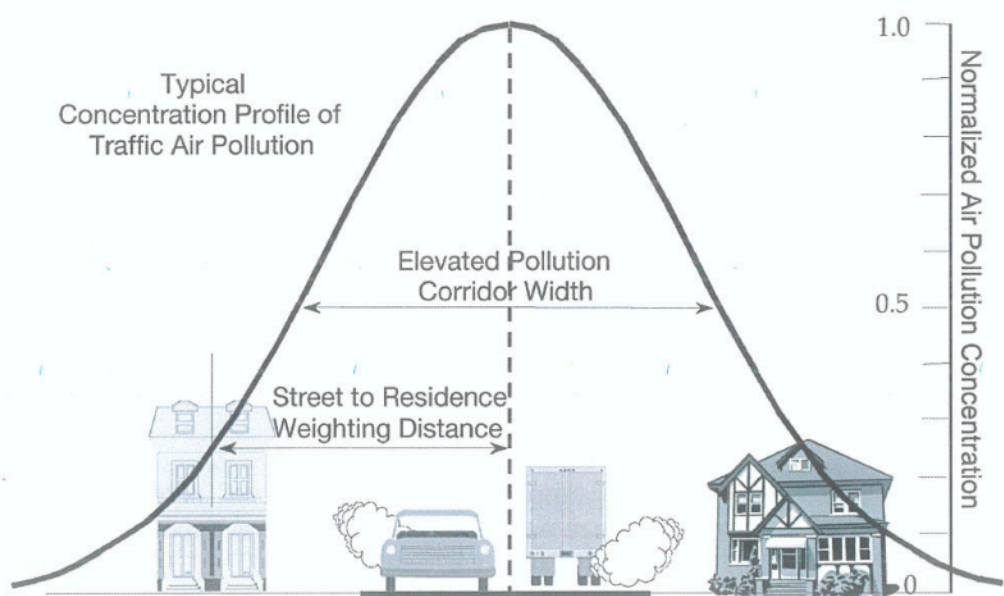 Typical
Concentration Profile of
Traffic Air Pollution
1.0
Normalized Air Pollution Concentration
Elevated Pollution
Corridor Width
0.5
Street to Residence
Weighting Distance
0